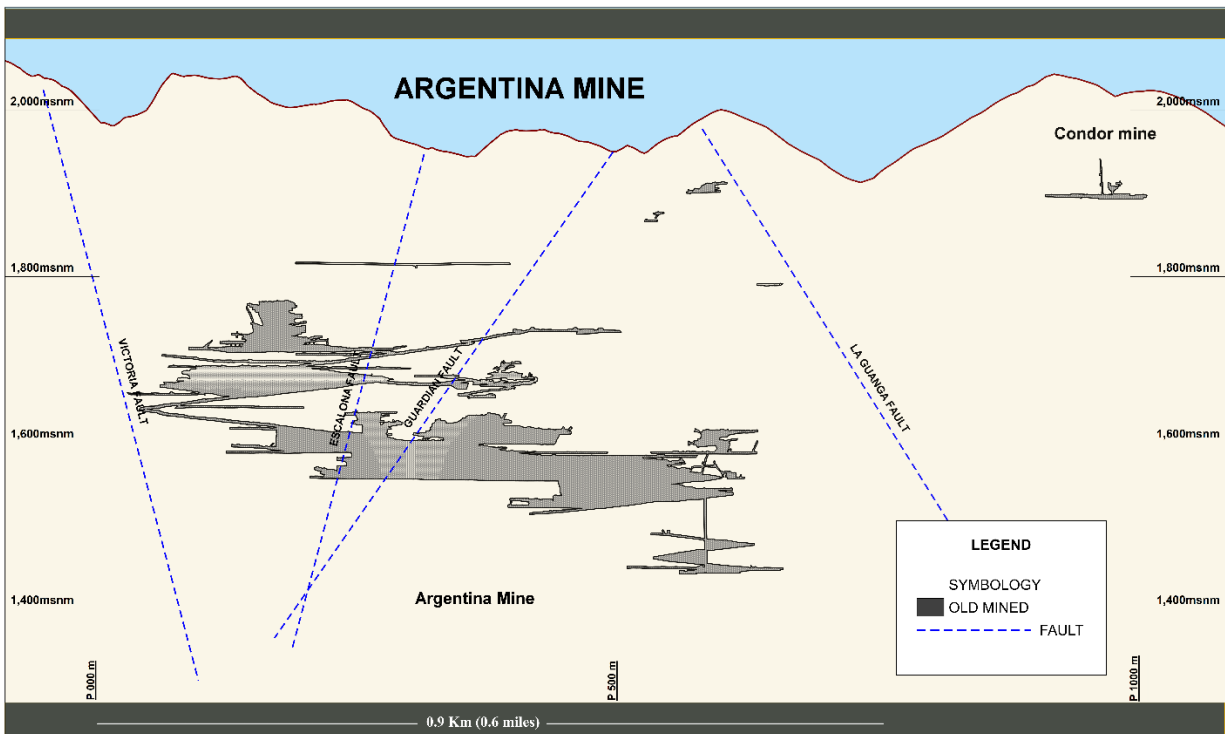 ARGENTINA MINE
2,000msnm
2,000msnm
Condor mine
1,800msnm
1,800msnm
VICTORIA FAULT
ESCALONA FAULT
GUARDIAN FAULT
LA GUANGA FAULT
1,600msnm
1,600msnm
LEGEND
SYMBOLOGY
OLD MINED
FAULT
1,400msnm
Argentina Mine
1,400msnm
P 000 m
P 500 m
P 1000 m
0.9 Km (0.6 miles)